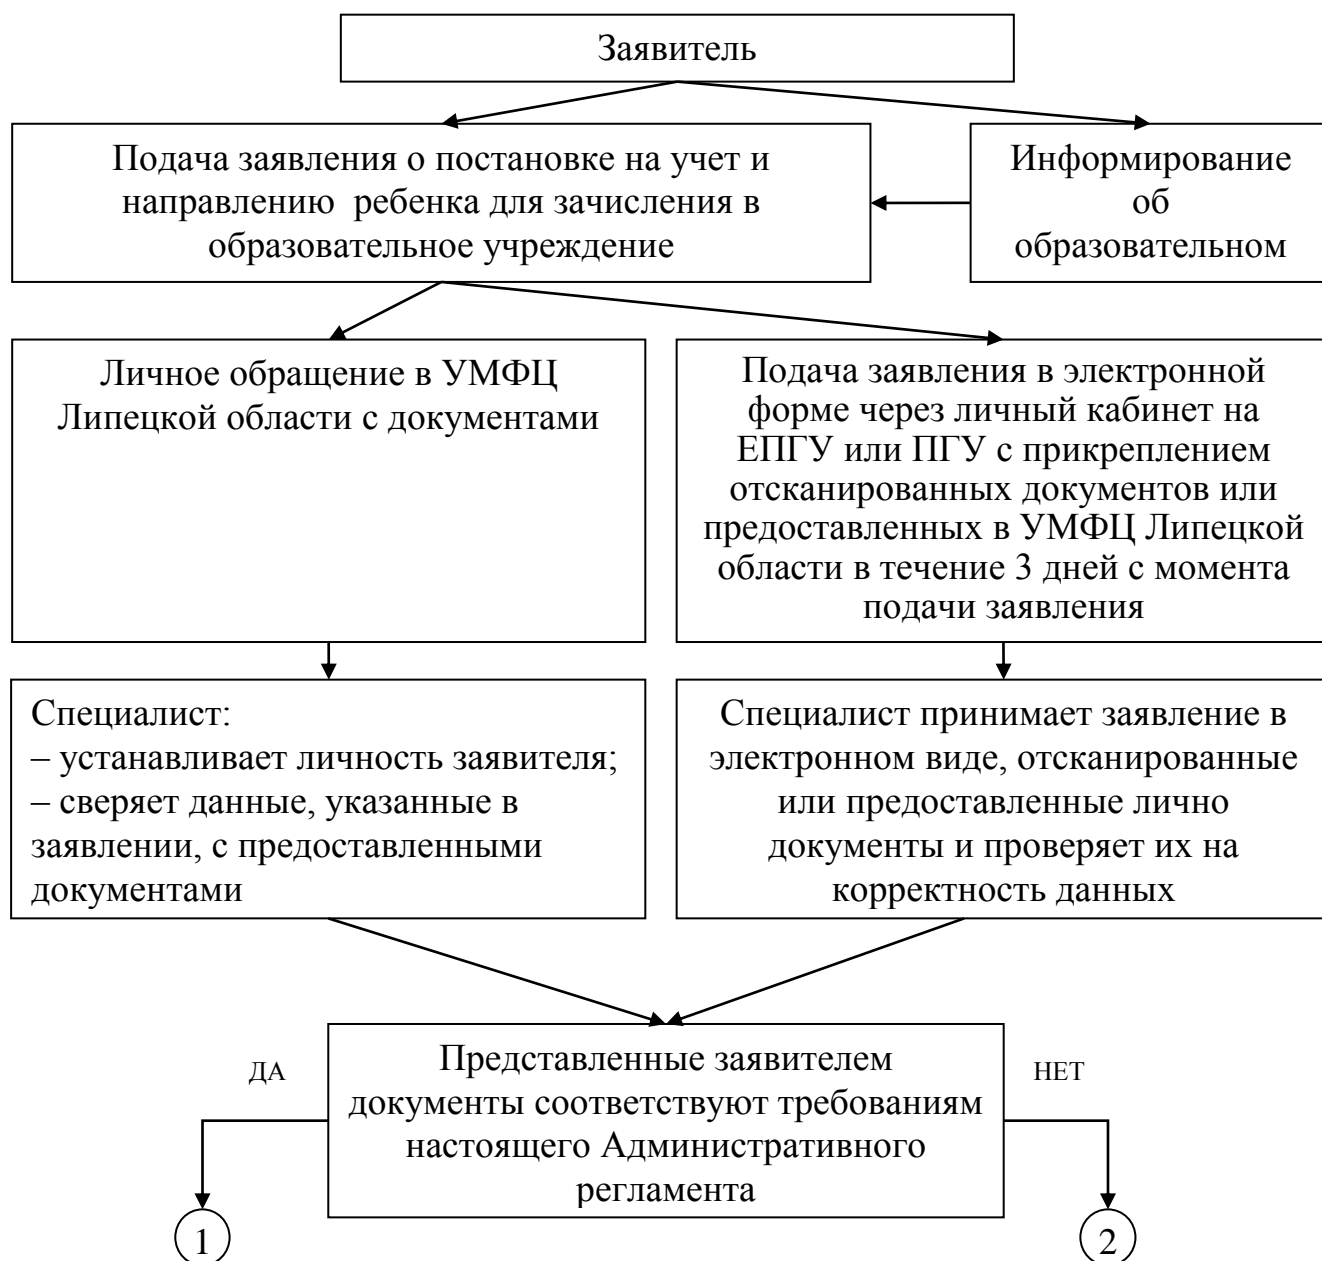 Заявитель
Подача заявления о постановке на учет и
направлению ребенка для зачисления в
образовательное учреждение
Информирование
об
образовательном
Личное обращение в УМФЦ
Липецкой области с документами
Подача заявления в электронной
форме через личный кабинет на
ЕПГУ или ПГУ с прикреплением
отсканированных документов или
предоставленных в УМФЦ Липецкой
области в течение 3 дней с момента
подачи заявления
Специалист:
– устанавливает личность заявителя;
– сверяет данные, указанные в
заявлении, с предоставленными
документами
Специалист принимает заявление в
электронном виде, отсканированные
или предоставленные лично
документы и проверяет их на
корректность данных
Представленные заявителем
документы соответствуют требованиям
настоящего Административного
регламента
ДА
НЕТ
1
2